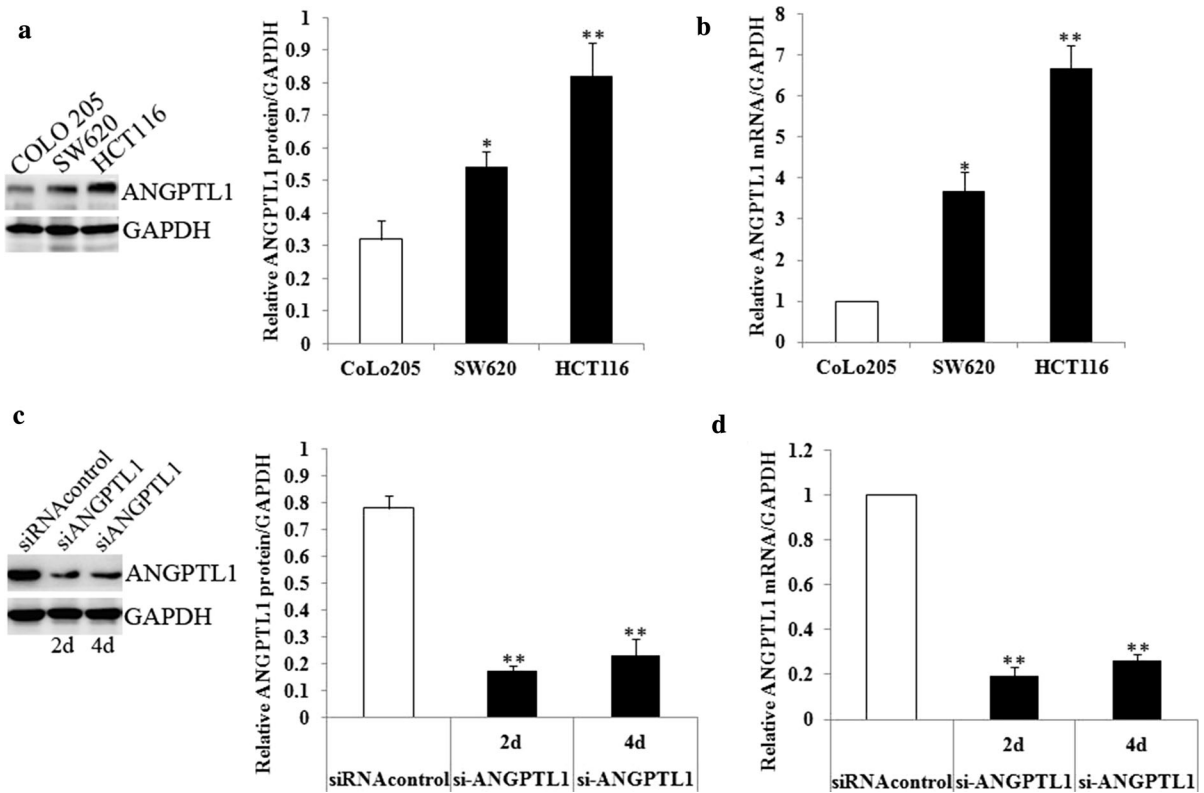 a
COLO 205
SW620
HCT116
ANGPTL1
GAPDH
Relative ANGPTL1 protein/GAPDH
1
0.9
0.8
0.7
0.6
0.5
0.4
0.3
0.2
0.1
0
*
**
CoLo205 SW620 HCT116
b
Relative ANGPTL1 mRNA/GAPDH
8
7
6
5
4
3
2
1
0
*
**
CoLo205 SW620 HCT116
c
siRNAcontrol
siANGPTL1
siANGPTL1
ANGPTL1
GAPDH
2d 4d
Relative ANGPTL1 protein/GAPDH
1
0.9
0.8
0.7
0.6
0.5
0.4
0.3
0.2
0.1
0
**
**
2d 4d
siRNAcontrol si-ANGPTL1 si-ANGPTL1
d
Relative ANGPTL1 mRNA/GAPDH
1.2
1
0.8
0.6
0.4
0.2
0
**
**
2d 4d
siRNAcontrol si-ANGPTL1 si-ANGPTL1